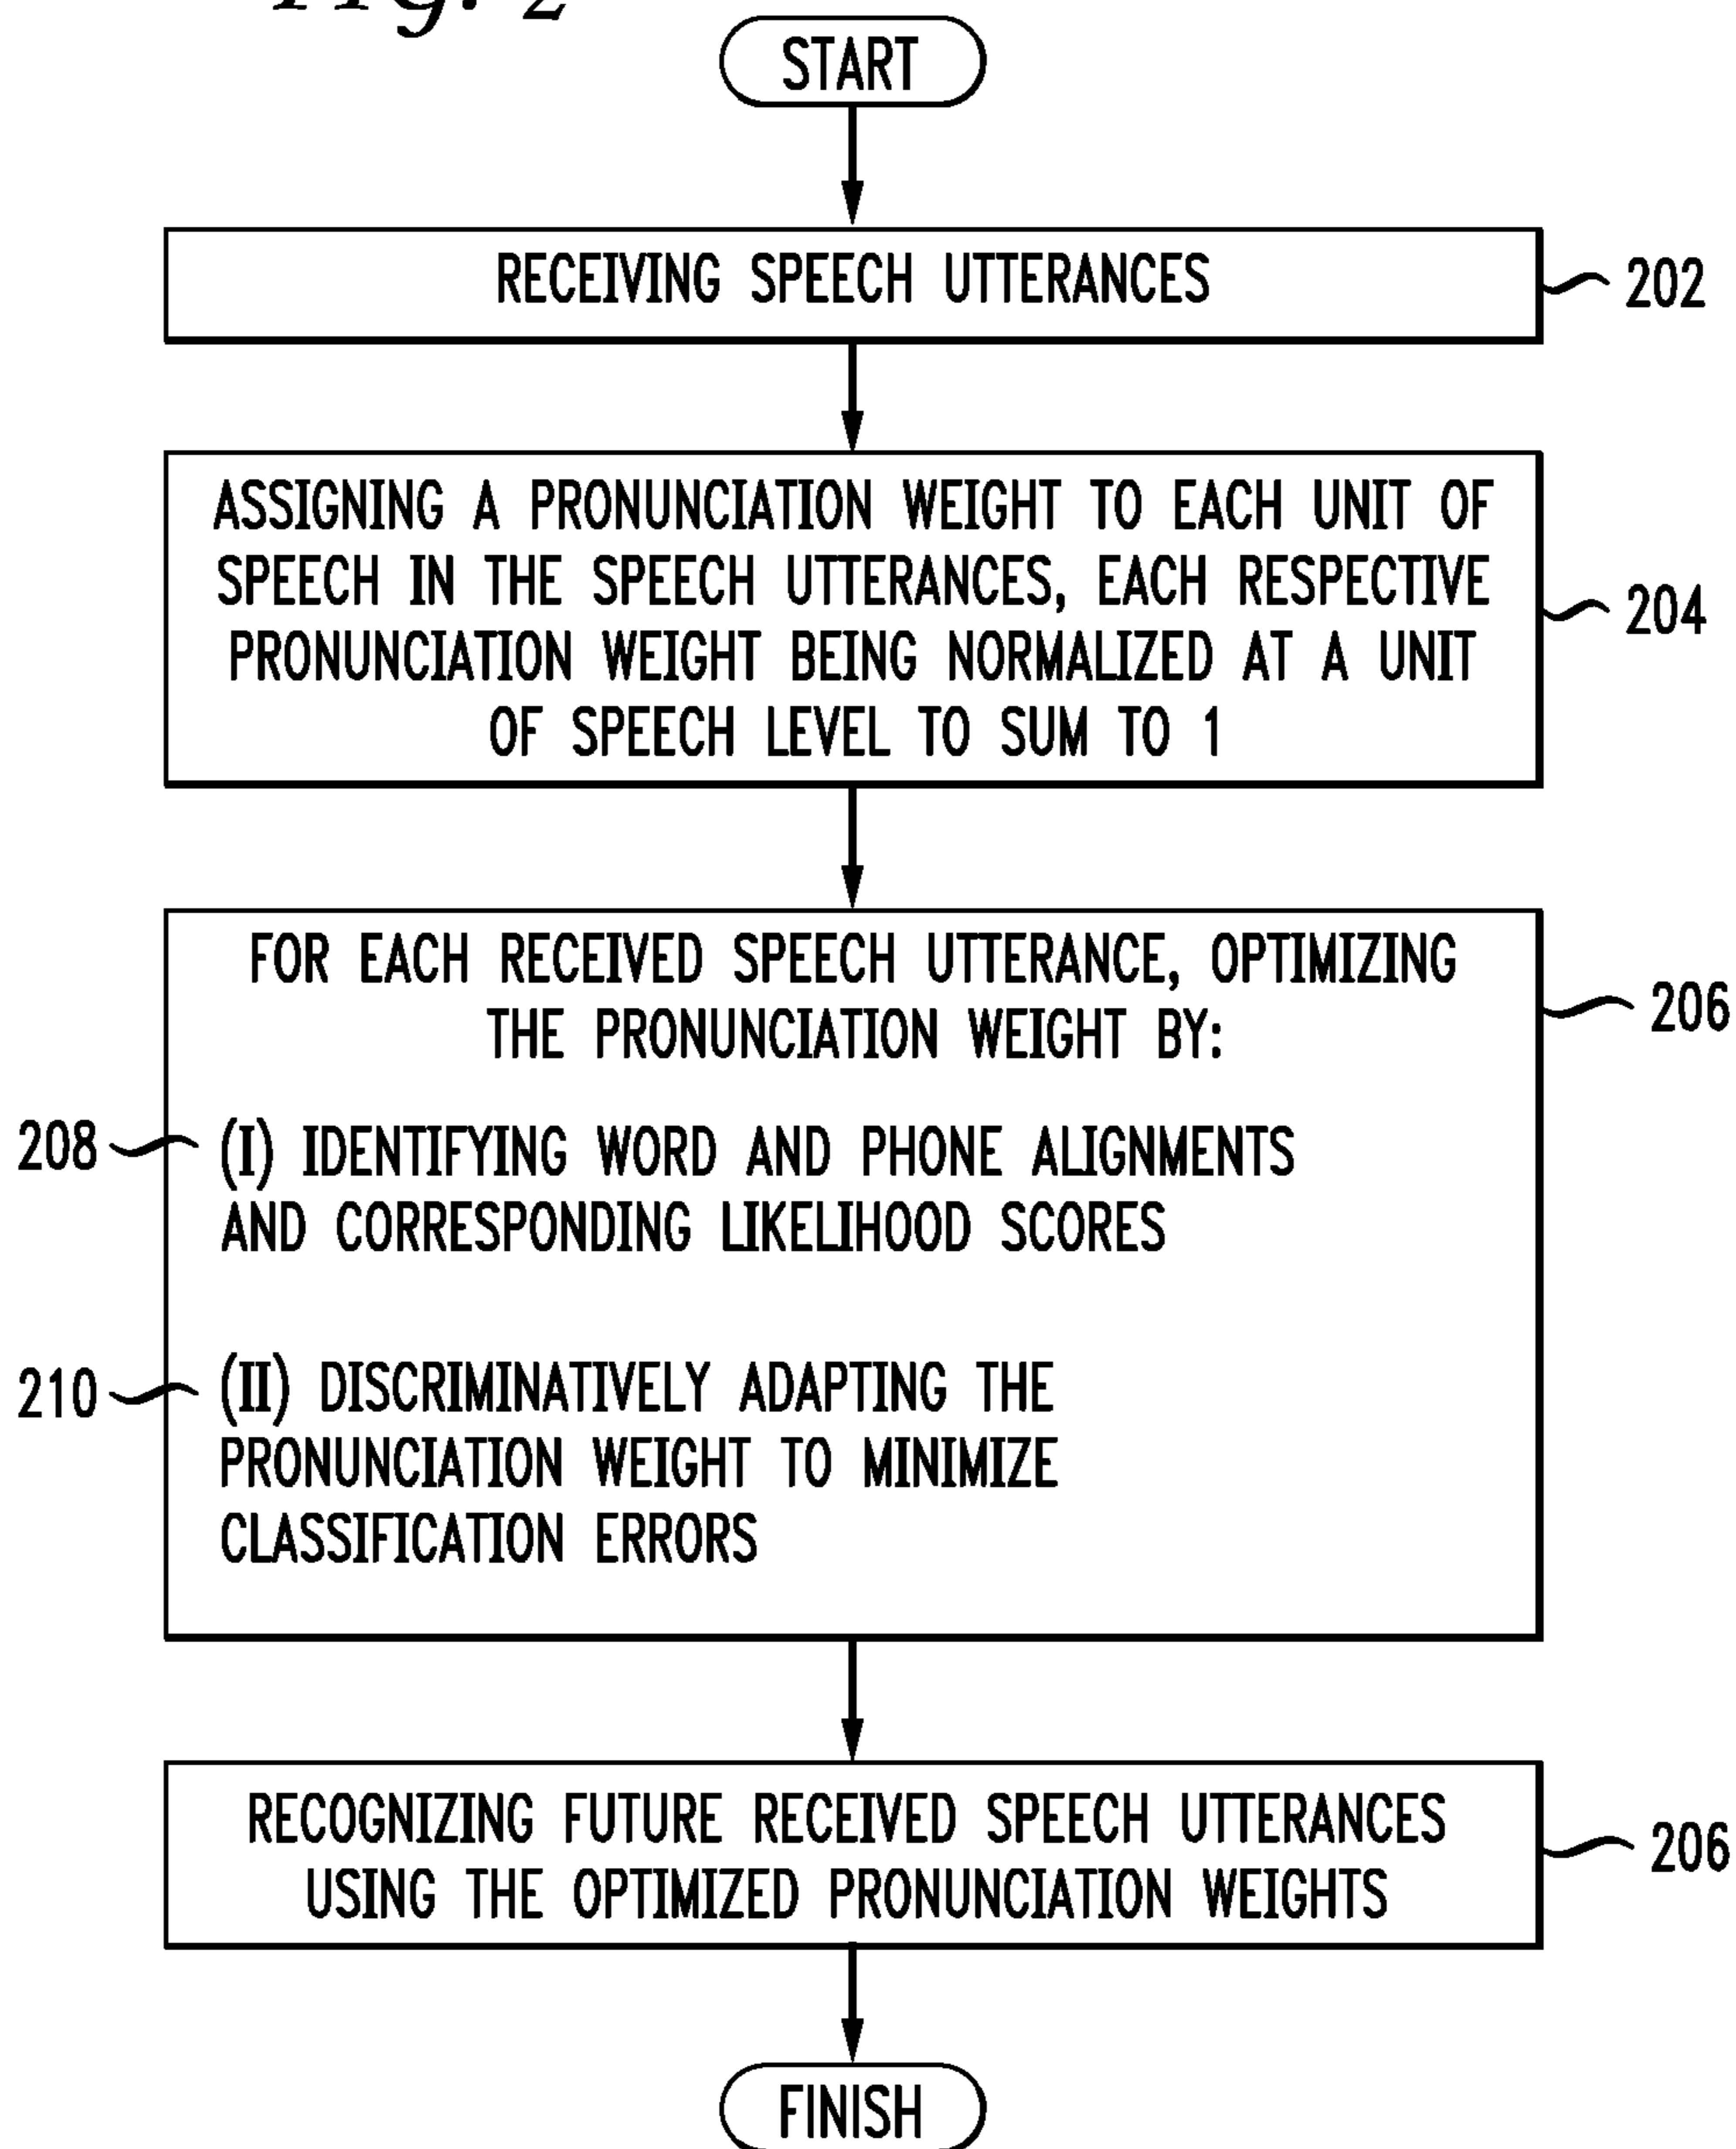 FIG. 2
START
RECEIVING SPEECH UTTERANCES
202
ASSIGNING A PRONUNCIATION WEIGHT TO EACH UNIT OF
SPEECH IN THE SPEECH UTTERANCES, EACH RESPECTIVE
PRONUNCIATION WEIGHT BEING NORMALIZED AT A UNIT
OF SPEECH LEVEL TO SUM TO 1
204
FOR EACH RECEIVED SPEECH UTTERANCE, OPTIMIZING
THE PRONUNCIATION WEIGHT BY:
206
208
(I) IDENTIFYING WORD AND PHONE ALIGNMENTS
AND CORRESPONDING LIKELIHOOD SCORES
210
(II) DISCRIMINATIVELY ADAPTING THE
PRONUNCIATION WEIGHT TO MINIMIZE
CLASSIFICATION ERRORS
RECOGNIZING FUTURE RECEIVED SPEECH UTTERANCES
USING THE OPTIMIZED PRONUNCIATION WEIGHTS
206
FINISH